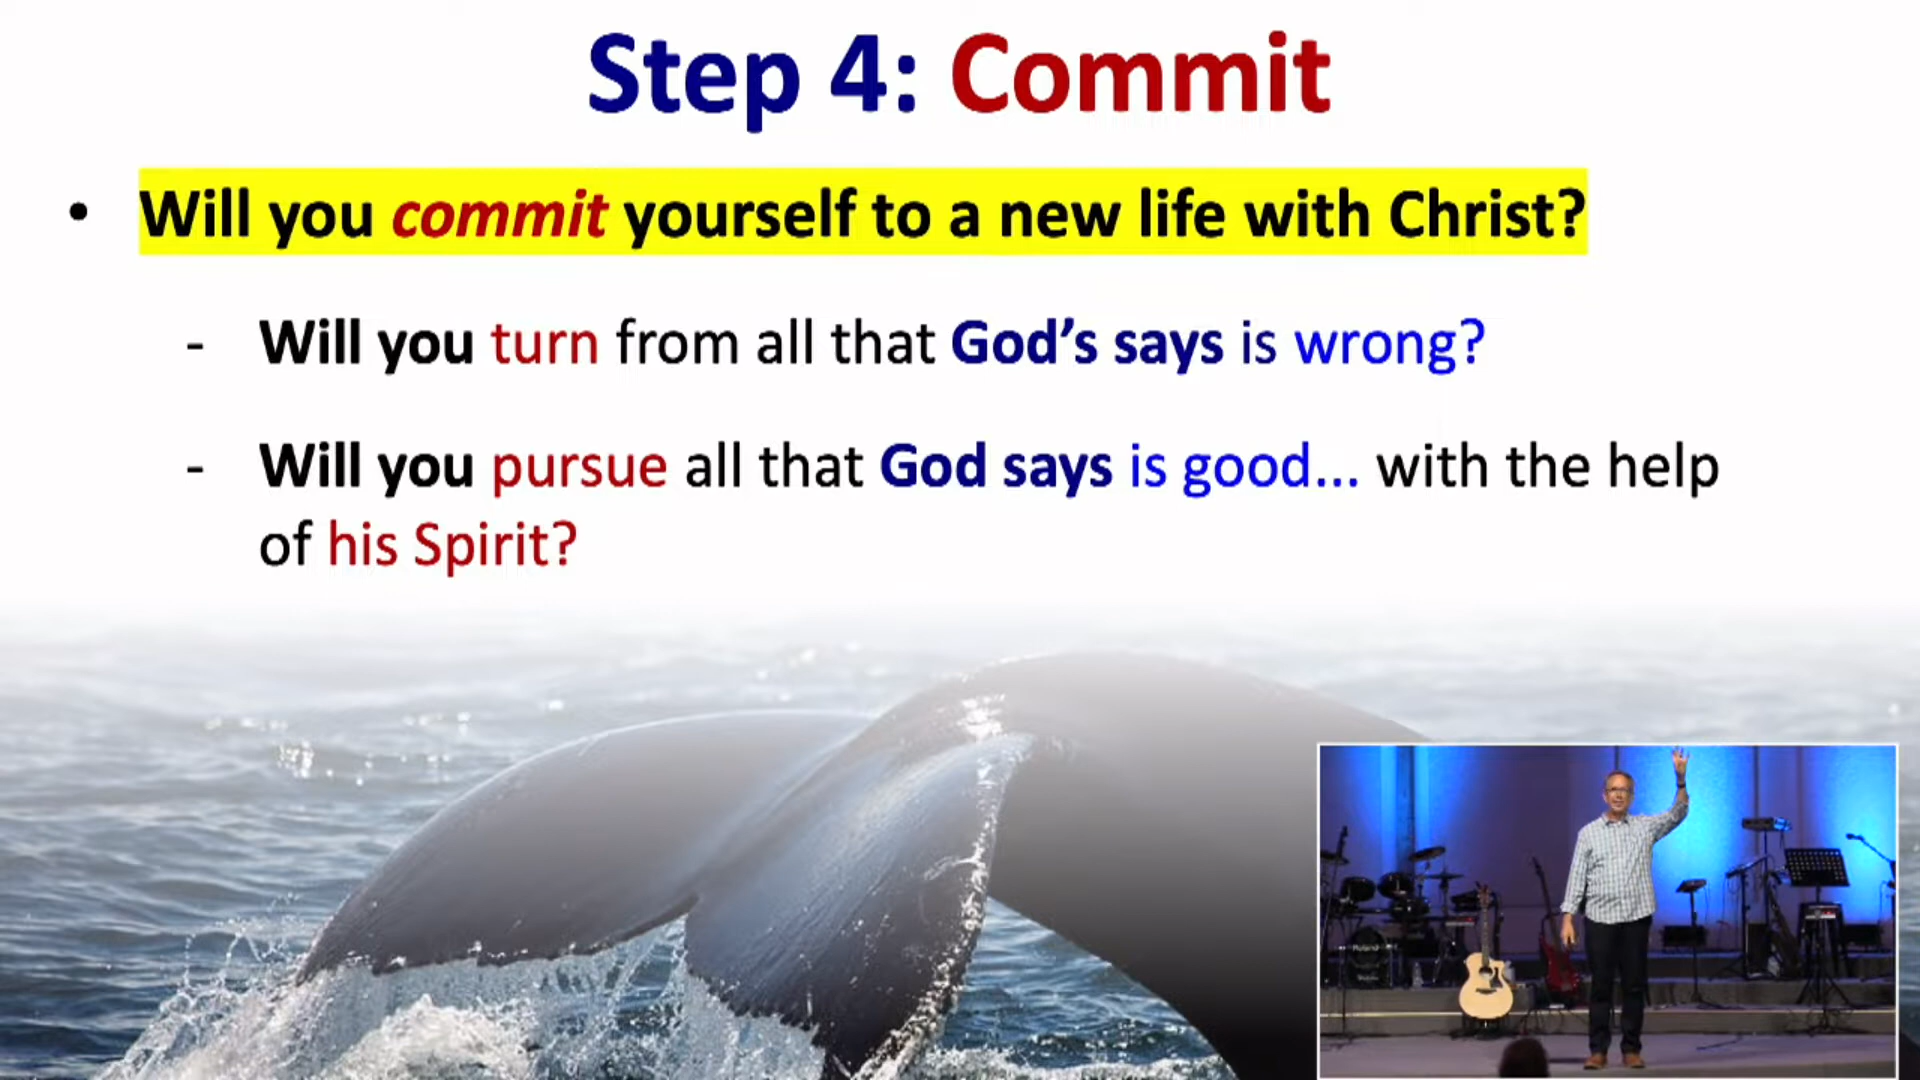 Step 4: Commit
• Will you commit yourself to a new life with Christ?
- Will you turn from all that God’s says is wrong?
- Will you pursue all that God says is good... with the help
of his Spirit?
Roland